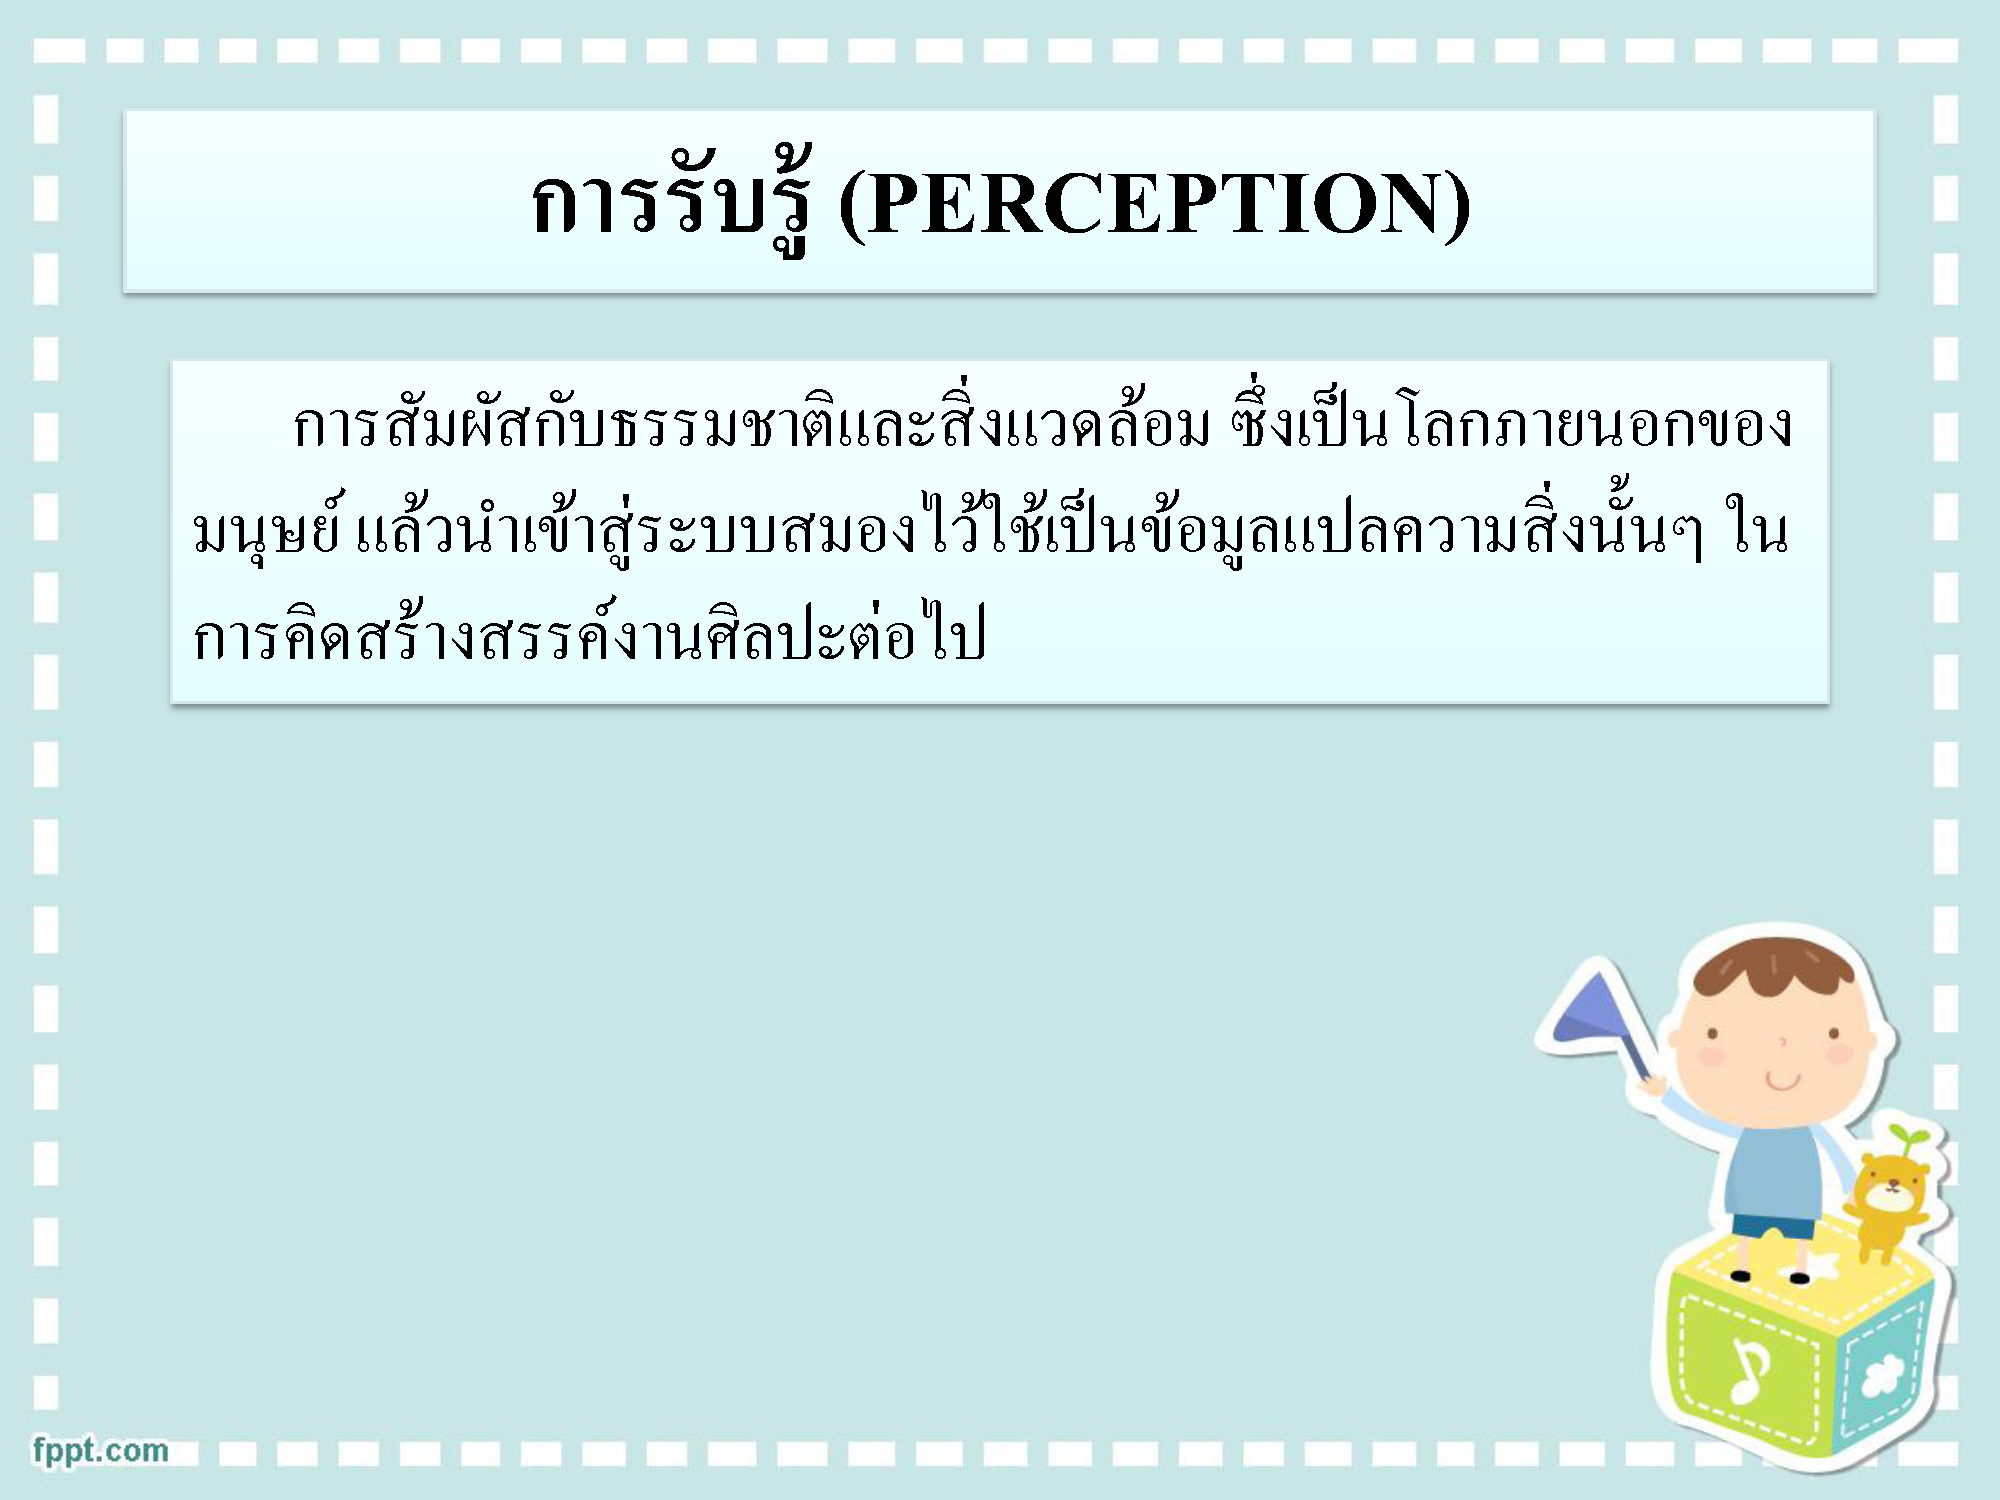 การรับรู้ (PERCEPTION)
การสัมผัสกับธรรมชาติและสิ่งแวดล้อม ซึ่งเป็นโลกภายนอกของ
มนุษย์ แล้วนำเข้าสู่ระบบสมองไว้ใช้เป็นข้อมูลแปลความสิ่งนั้นๆ ใน
การคิดสร้างสรรค์งานศิลปะต่อไป
fppt.com